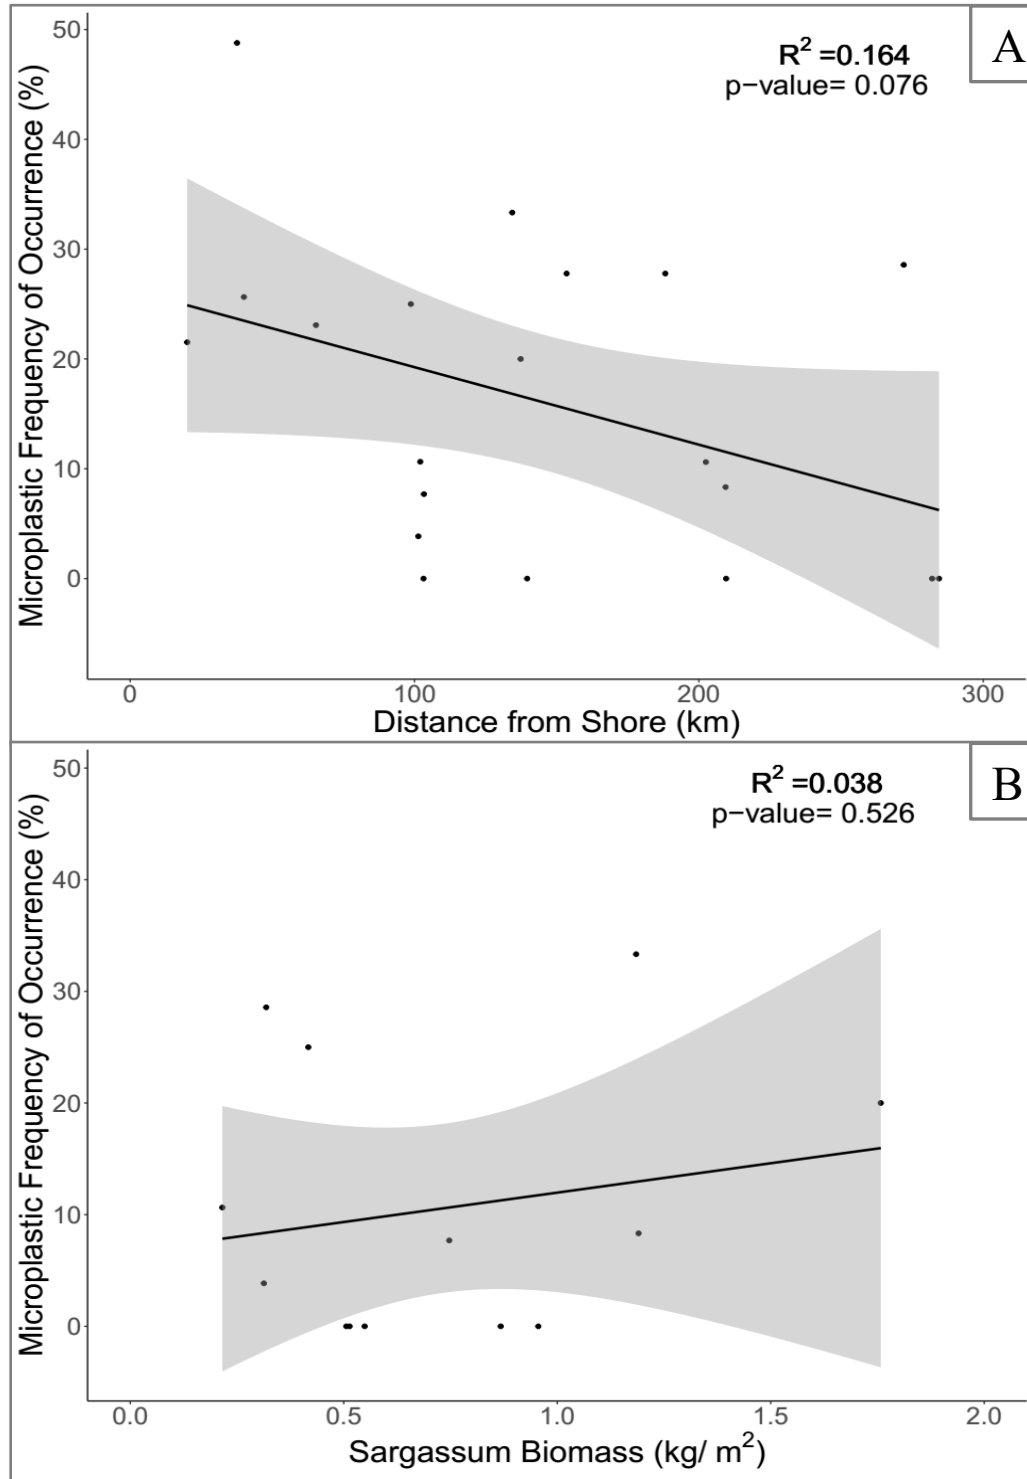 A
R² =0.164
p−value= 0.076
Microplastic Frequency of Occurrence (%)
50
40
30
20
10
0
0 100 200 300
Distance from Shore (km)
B
R² =0.038
p−value= 0.526
Microplastic Frequency of Occurrence (%)
50
40
30
20
10
0
0.0 0.5 1.0 1.5 2.0
Sargassum Biomass (kg/ m²)